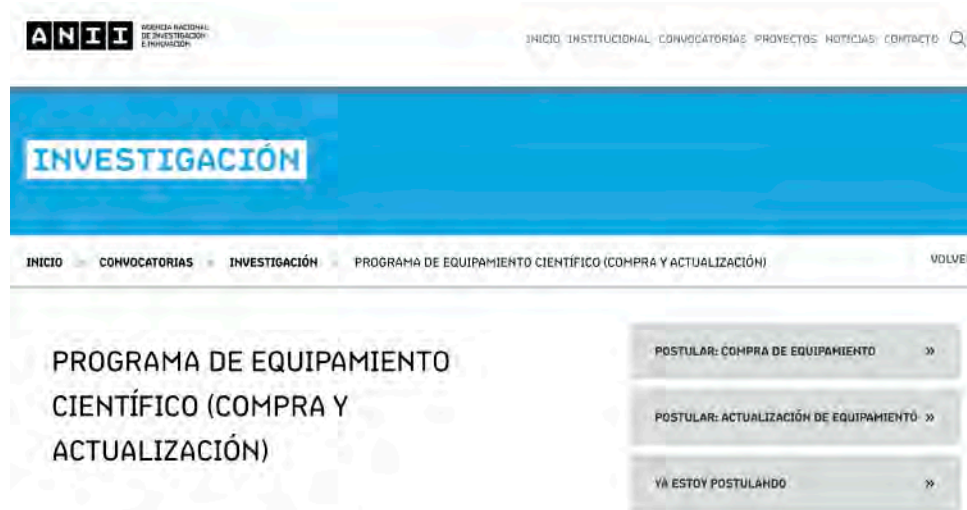 ANII AGENCIA NACIONAL
DE INVESTIGACIÓN
E INNOVACIÓN
INICIO INSTITUCIONAL CONVOCATORIAS PROYECTOS NOTICIAS CONTACTO
INVESTIGACIÓN
INICIO CONVOCATORIAS INVESTIGACIÓN PROGRAMA DE EQUIPAMIENTO CIENTÍFICO (COMPRA Y ACTUALIZACIÓN) VOLVE
PROGRAMA DE EQUIPAMIENTO
CIENTÍFICO (COMPRA Y
ACTUALIZACIÓN)
POSTULAR: COMPRA DE EQUIPAMIENTO »
POSTULAR: ACTUALIZACIÓN DE EQUIPAMIENTO »
YA ESTOY POSTULANDO »